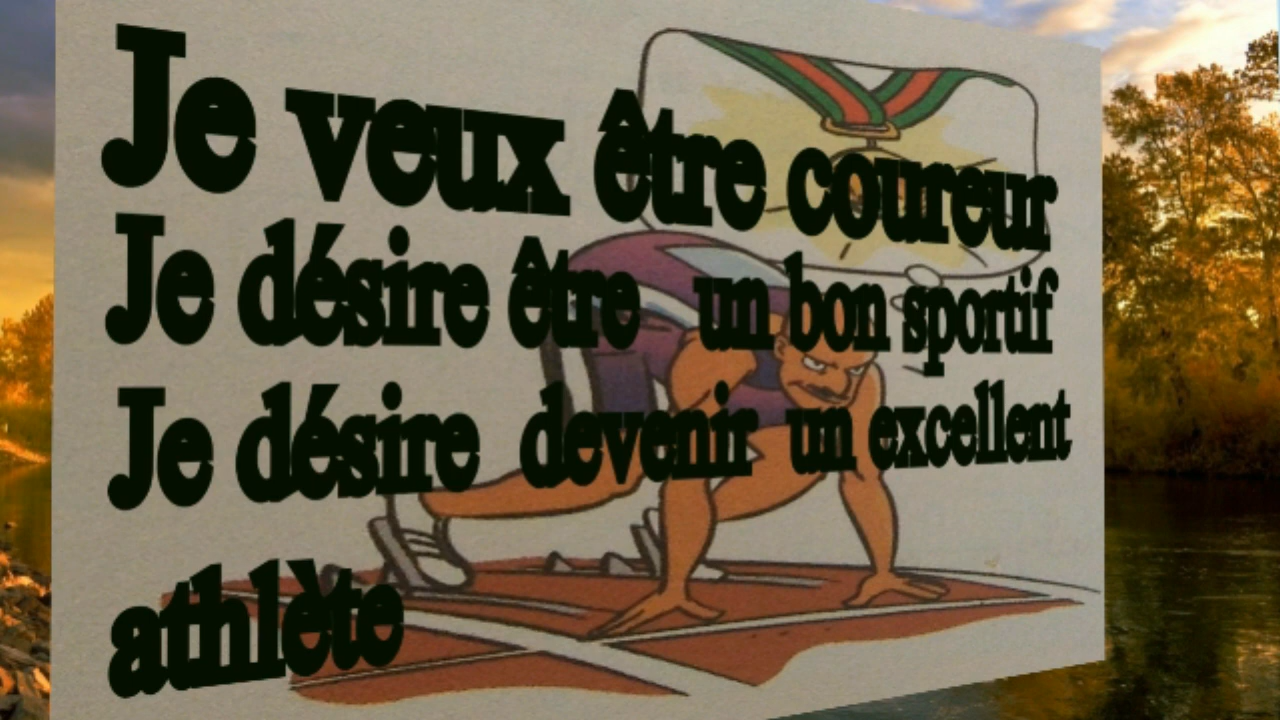 Je veux être coureur
Je désire être un bon sportif
Je désire devenir un excellent
athlète